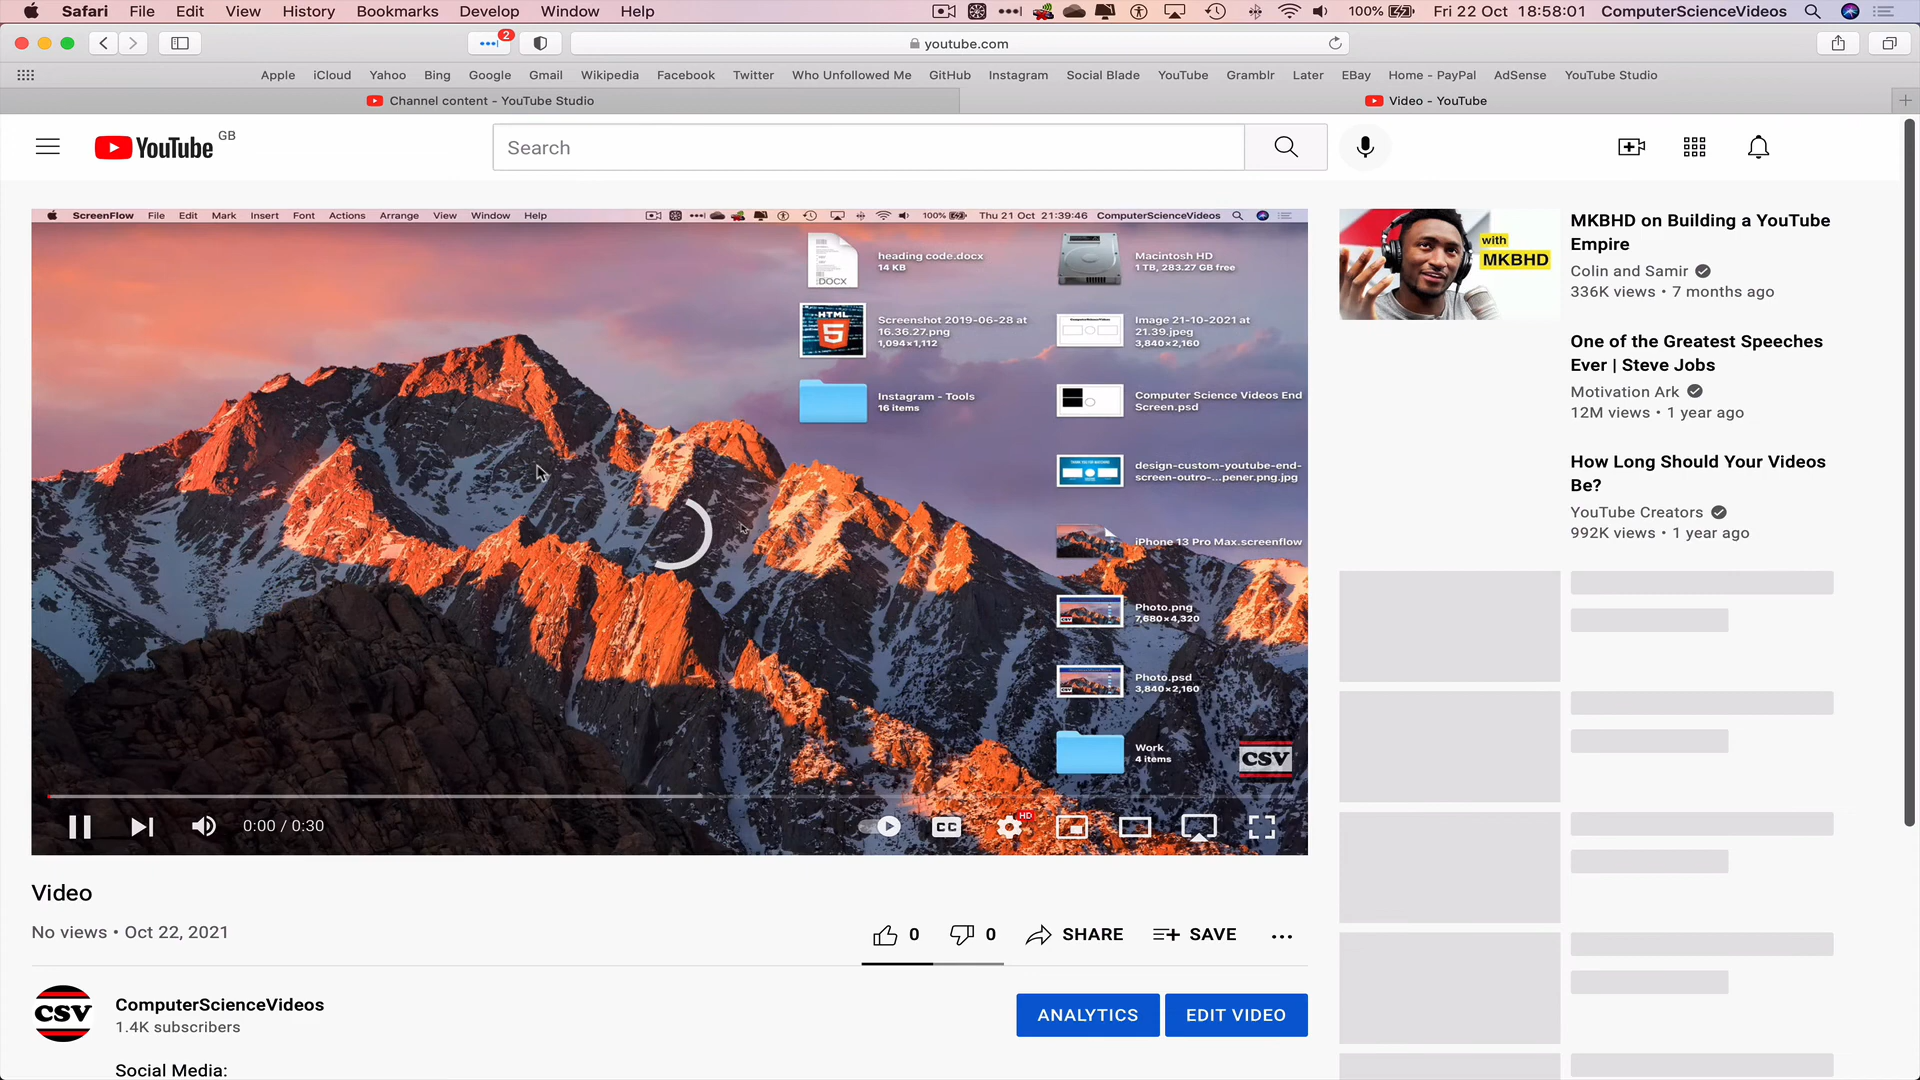 Safari File Edit View History Bookmarks Develop Window Help 100% Fri 22 Oct 18:58:01 ComputerScienceVideos
2
youtube.com
Apple iCloud Yahoo Bing Google Gmail Wikipedia Facebook Twitter Who Unfollowed Me GitHub Instagram Social Blade YouTube Gramblr Later EBay Home - PayPal AdSense YouTube Studio
Channel content - YouTube Studio
Video - YouTube
YouTube GB
Search
ScreenFlow File Edit Mark Insert Font Actions Arrange View Window Help 100% Thu 21 Oct 21:39:46 ComputerScienceVideos
DOCX
heading code.docx
14 KB
Macintosh HD
1 TB, 283.27 GB free
HTML
5
Screenshot 2019-06-28 at
16.36.27.png
1,094×1,112
Image 21-10-2021 at
21.39.jpeg
3,840×2,160
Instagram - Tools
16 items
Computer Science Videos End
Screen.psd
design-custom-youtube-end-
screen-outro-...pener.png.jpg
iPhone 13 Pro Max.screenflow
Photo.png
7,680×4,320
Photo.psd
3,840×2,160
Work
4 items
CSV
0:00 / 0:30
CC
HD
Video
No views • Oct 22, 2021
0
0
SHARE
SAVE
CSV
ComputerScienceVideos
1.4K subscribers
ANALYTICS
EDIT VIDEO
Social Media:
with
MKBHD
MKBHD on Building a YouTube
Empire
Colin and Samir
336K views • 7 months ago
One of the Greatest Speeches
Ever | Steve Jobs
Motivation Ark
12M views • 1 year ago
How Long Should Your Videos
Be?
YouTube Creators
992K views • 1 year ago